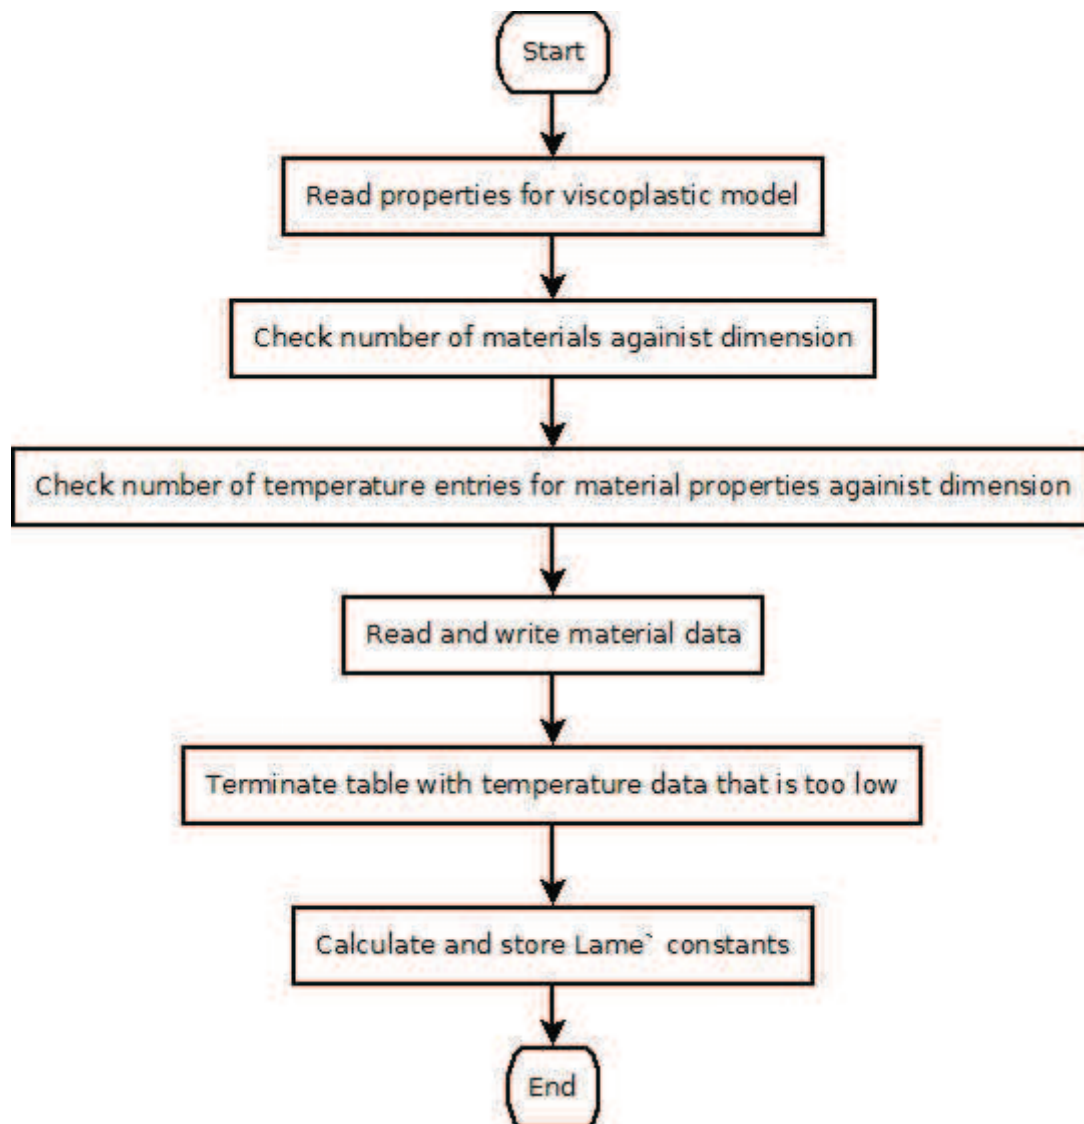 Start
Read properties for viscoplastic model
Check number of materials againist dimension
Check number of temperature entries for material properties againist dimension
Read and write material data
Terminate table with temperature data that is too low
Calculate and store Lame` constants
End